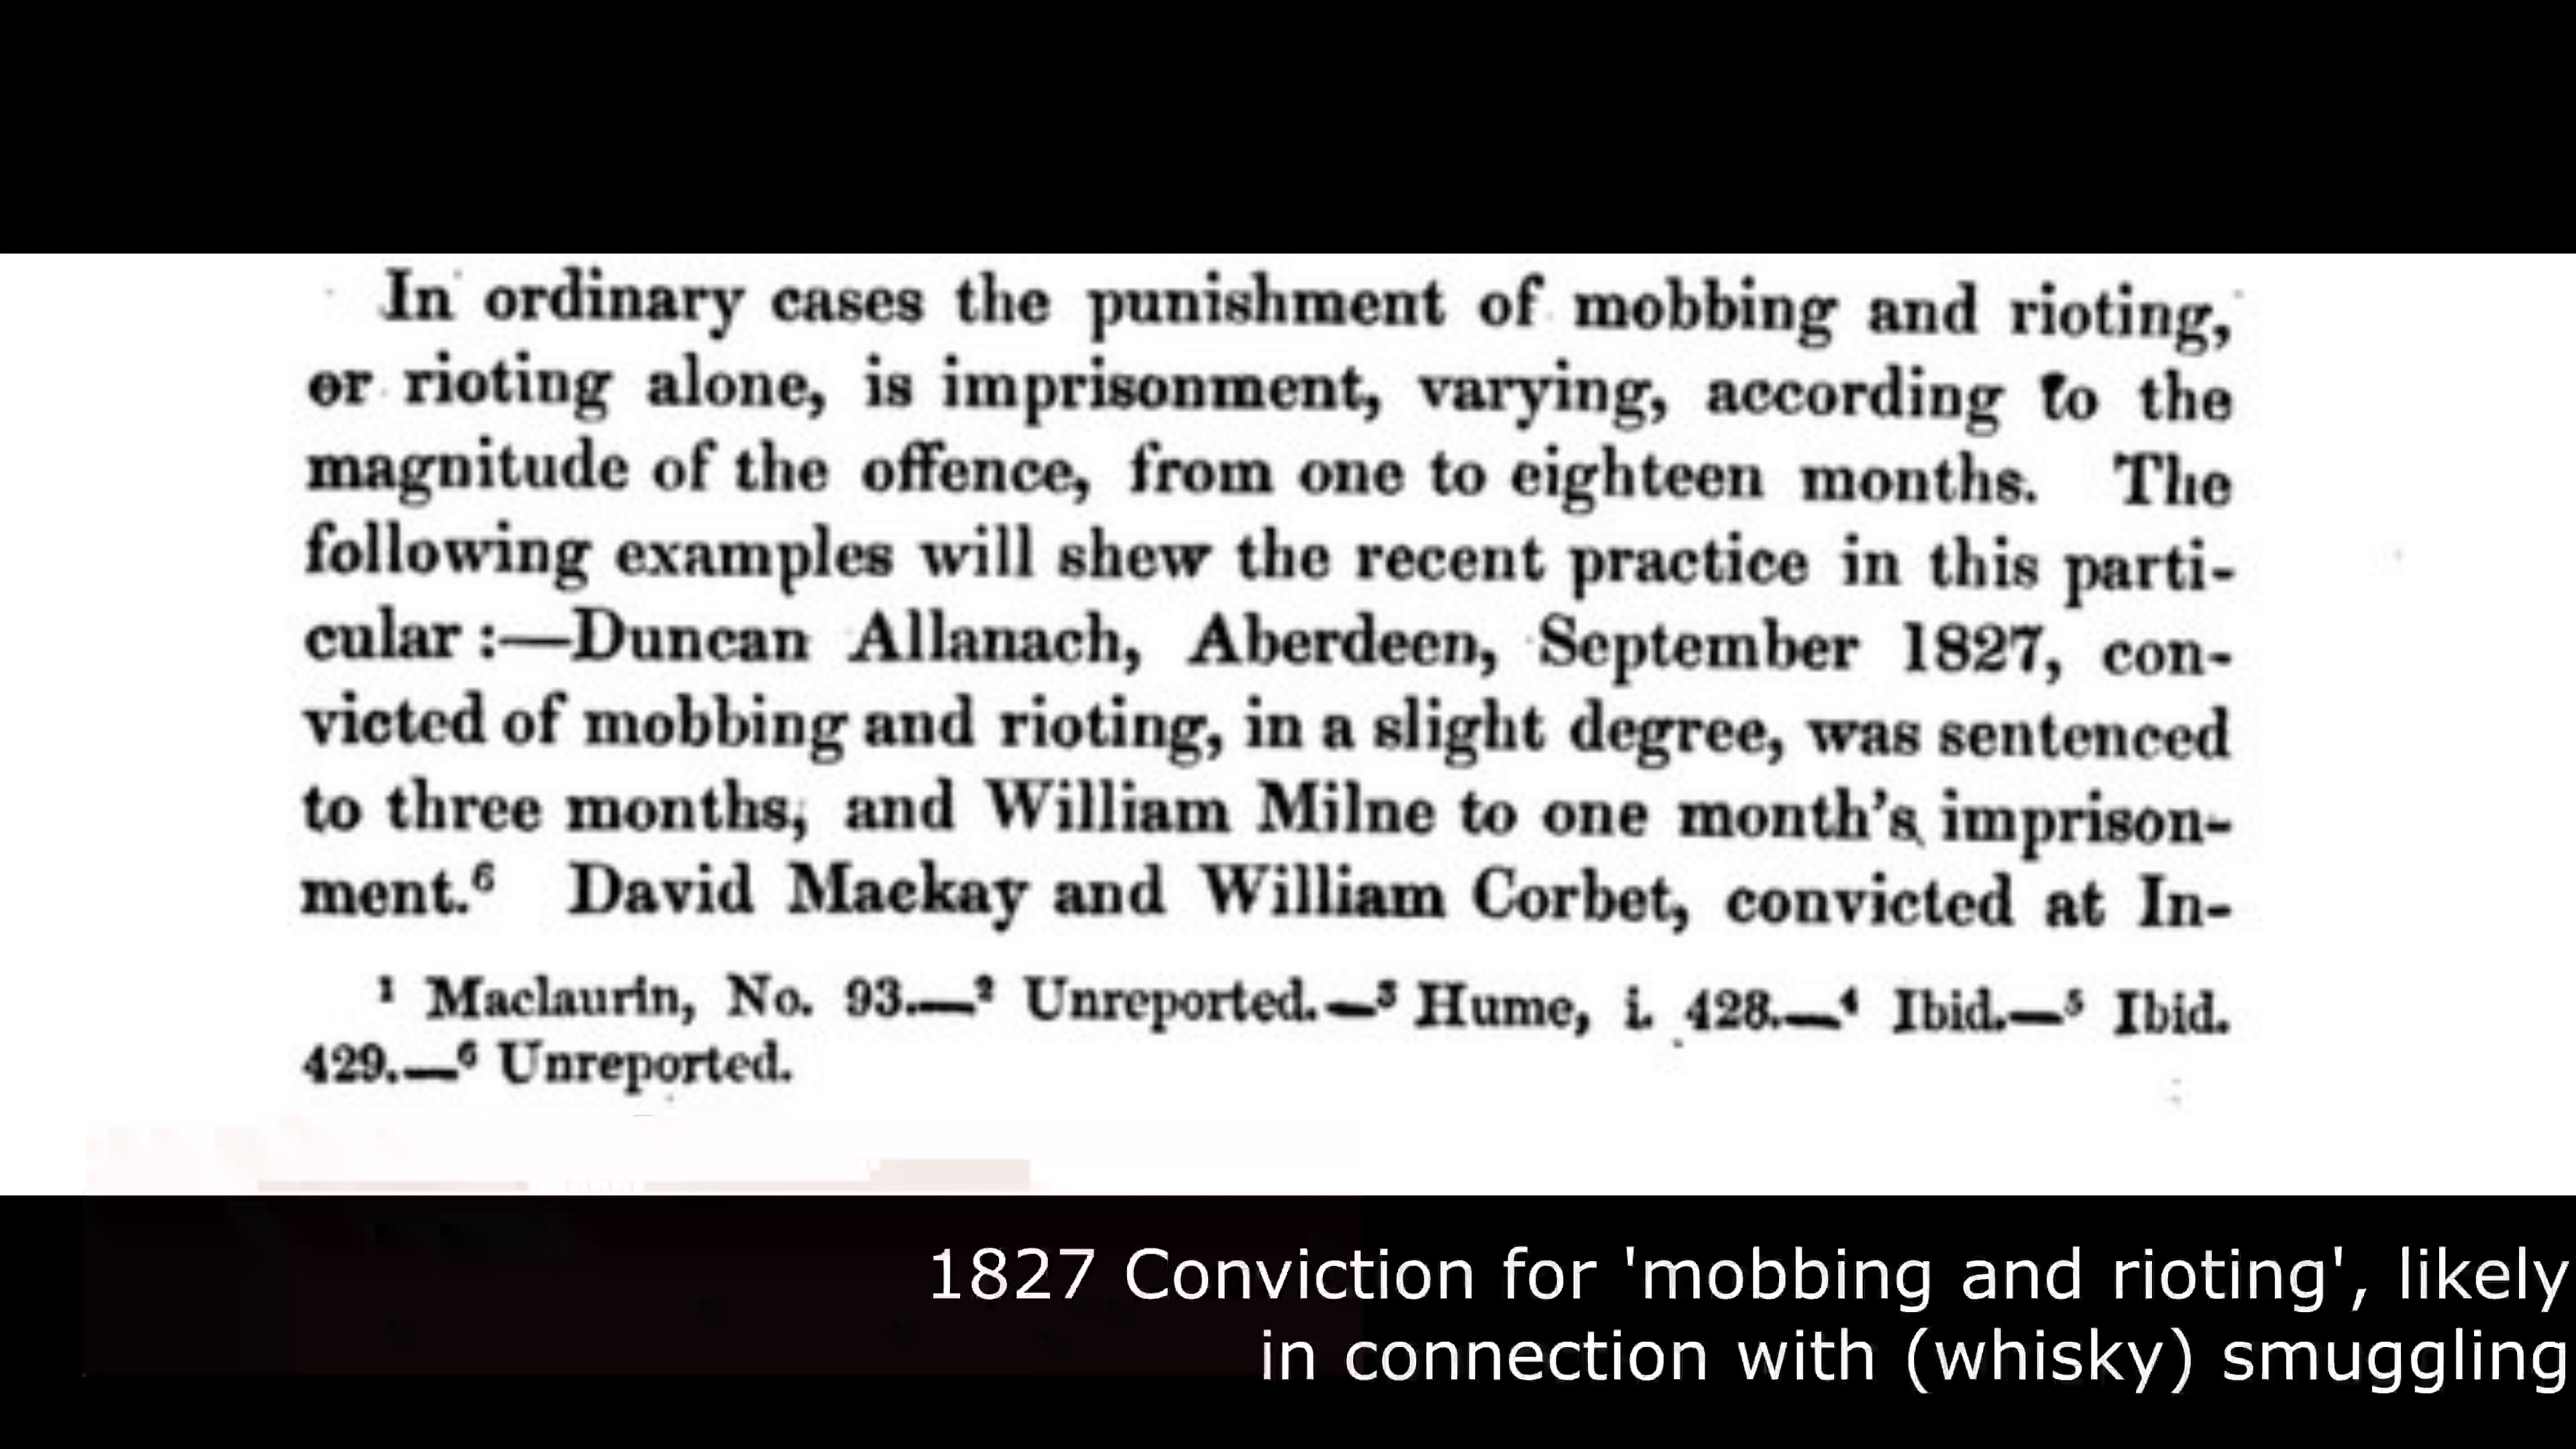 In ordinary cases the punishment of mobbing and rioting,
or rioting alone, is imprisonment, varying, according to the
magnitude of the offence, from one to eighteen months. The
following examples will shew the recent practice in this parti-
cular :—Duncan Allanach, Aberdeen, September 1827, con-
victed of mobbing and rioting, in a slight degree, was sentenced
to three months, and William Milne to one month's imprison-
ment.⁶ David Mackay and William Corbet, convicted at In-
¹ Maclaurin, No. 93.—² Unreported.—³ Hume, i. 428.—⁴ Ibid.—⁵ Ibid.
429.—⁶ Unreported.
1827 Conviction for 'mobbing and rioting', likely
in connection with (whisky) smuggling